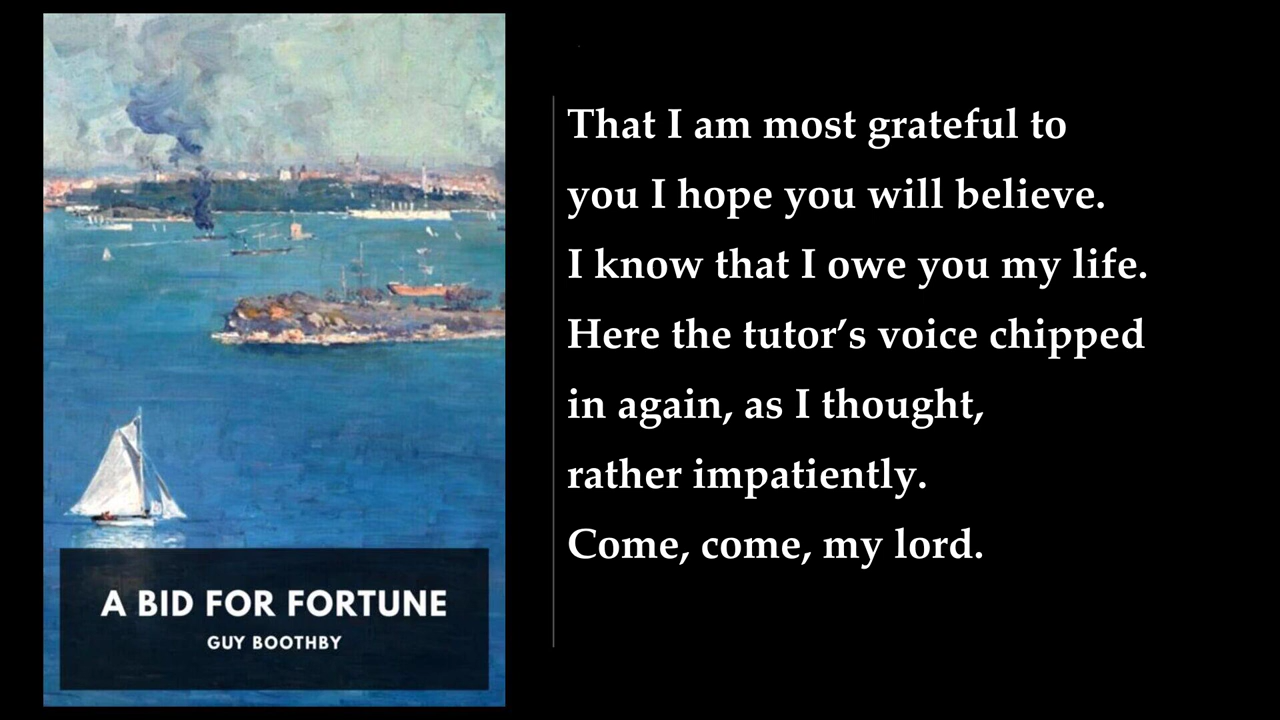 A BID FOR FORTUNE
GUY BOOTHBY
That I am most grateful to
you I hope you will believe.
I know that I owe you my life.
Here the tutor’s voice chipped
in again, as I thought,
rather impatiently.
Come, come, my lord.